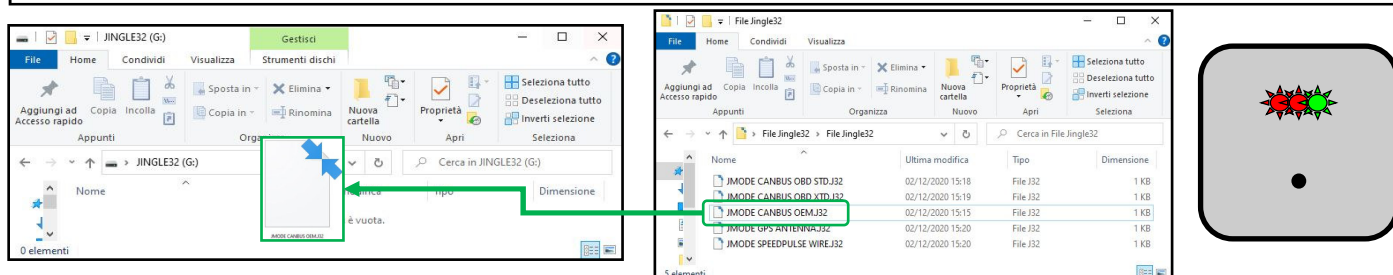 JINGLE32 (G:)
Gestisci
File
Home
Condividi
Visualizza
Strumenti dischi
Aggiungi ad
Accesso rapido
Copia
Incolla
Sposta in
Copia in
Elimina
Rinomina
Nuova
cartella
Proprietà
Seleziona tutto
Deseleziona tutto
Inverti selezione
Appunti
Nuovo
Apri
Seleziona
JINGLE32 (G:)
Cerca in JINGLE32 (G:)
Nome
Dimensione
è vuota.
JMODE CANBUS OEM.J32
0 elementi
File Jingle32
File
Home
Condividi
Visualizza
Aggiungi ad
Accesso rapido
Copia
Incolla
Sposta in
Copia in
Elimina
Rinomina
Nuova
cartella
Proprietà
Seleziona tutto
Deseleziona tutto
Inverti selezione
Appunti
Organizza
Nuovo
Apri
Seleziona
File Jingle32 > File Jingle32
Cerca in File Jingle32
Nome Ultima modifica Tipo Dimensione
JMODE CANBUS OBD STD.J32 02/12/2020 15:18 File J32 1 KB
JMODE CANBUS OBD XTD.J32 02/12/2020 15:19 File J32 1 KB
JMODE CANBUS OEM.J32 02/12/2020 15:15 File J32 1 KB
JMODE GPS ANTENNA.J32 02/12/2020 15:20 File J32 1 KB
JMODE SPEEDPULSE WIRE.J32 02/12/2020 15:20 File J32 1 KB
5 elementi